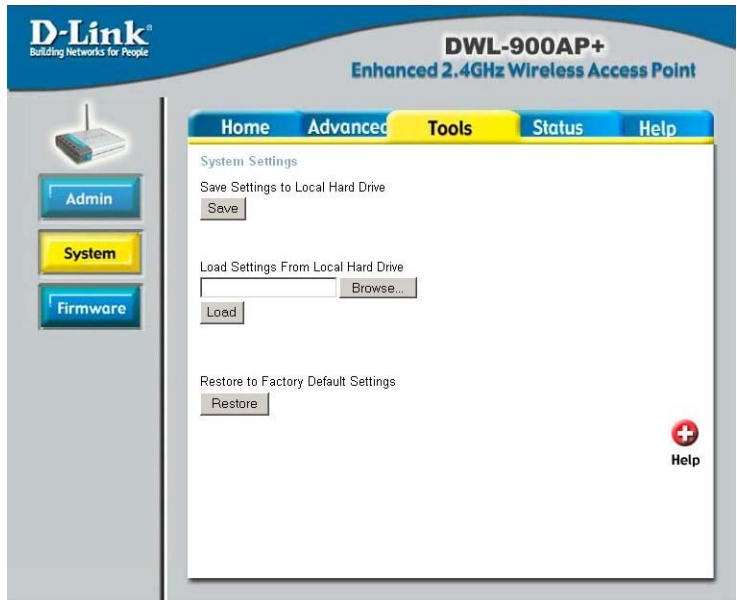 D-Link®
Building Networks for People
DWL-900AP+
Enhanced 2.4GHz Wireless Access Point
Home Advanced Tools Status Help
Admin
System
Firmware
System Settings
Save Settings to Local Hard Drive
Save
Load Settings From Local Hard Drive
Browse...
Load
Restore to Factory Default Settings
Restore
Help